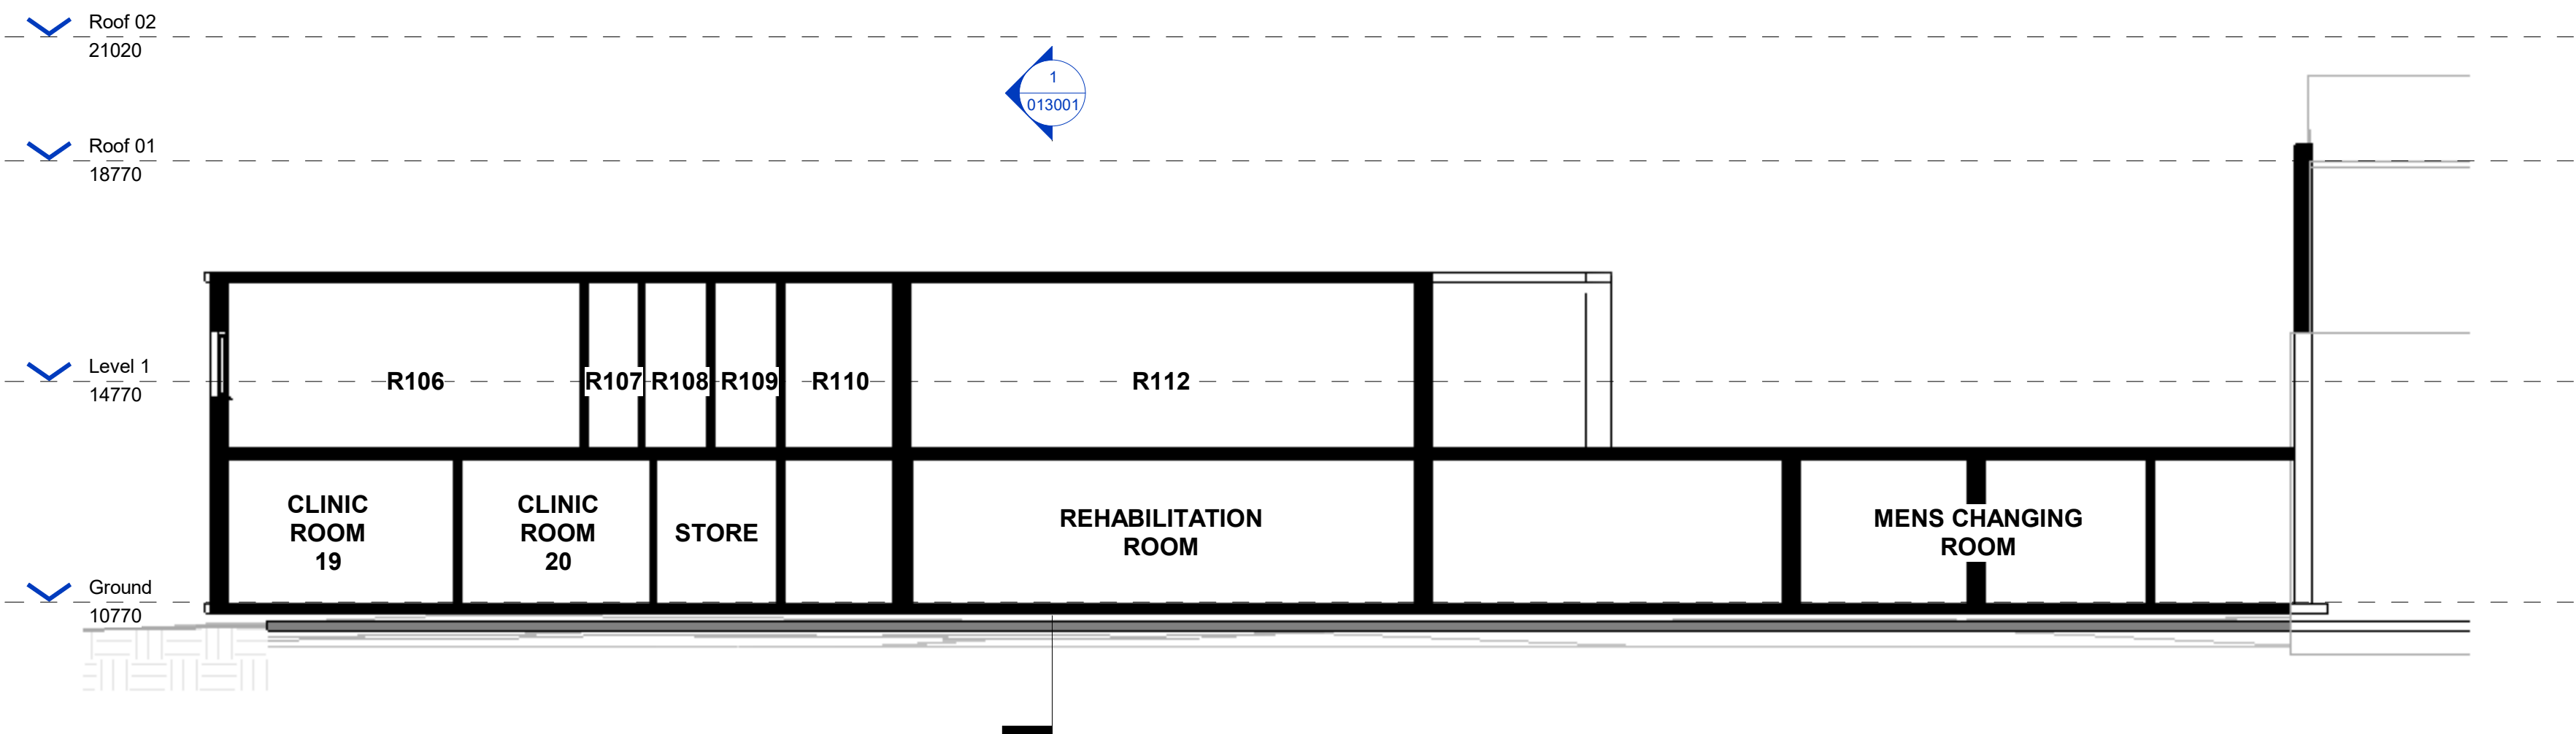 Roof 02
21020
1
013001
Roof 01
18770
Level 1
14770
R106
R107
R108
R109
R110
R112
CLINIC
ROOM
19
CLINIC
ROOM
20
STORE
REHABILITATION
ROOM
MENS CHANGING
ROOM
Ground
10770